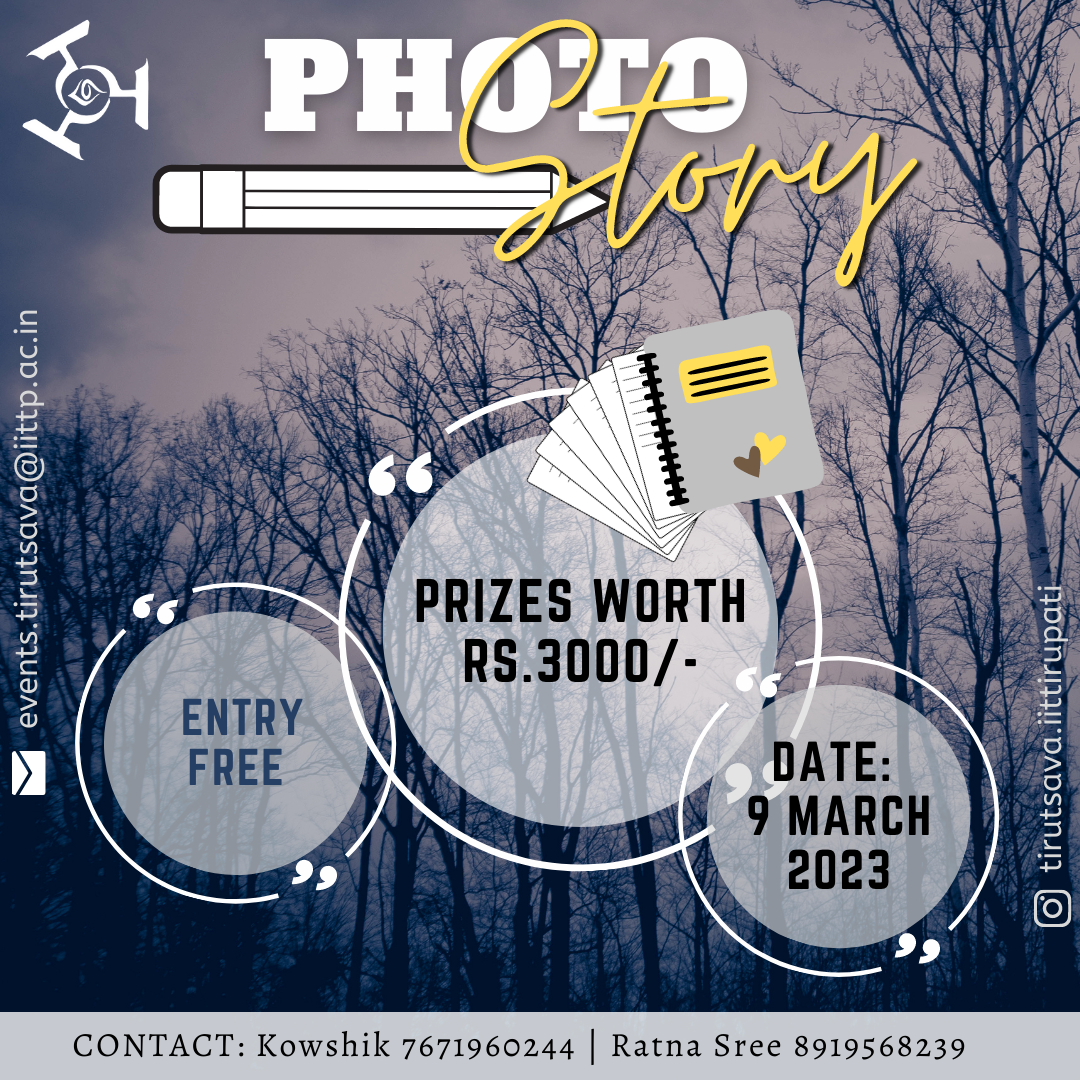 PHOTO
Story
events.tirutsava@iittp.ac.in
PRIZES WORTH
RS.3000/-
ENTRY
FREE
DATE:
9 MARCH
2023
tirutsava.iittirupati
CONTACT: Kowshik 7671960244 | Ratna Sree 8919568239